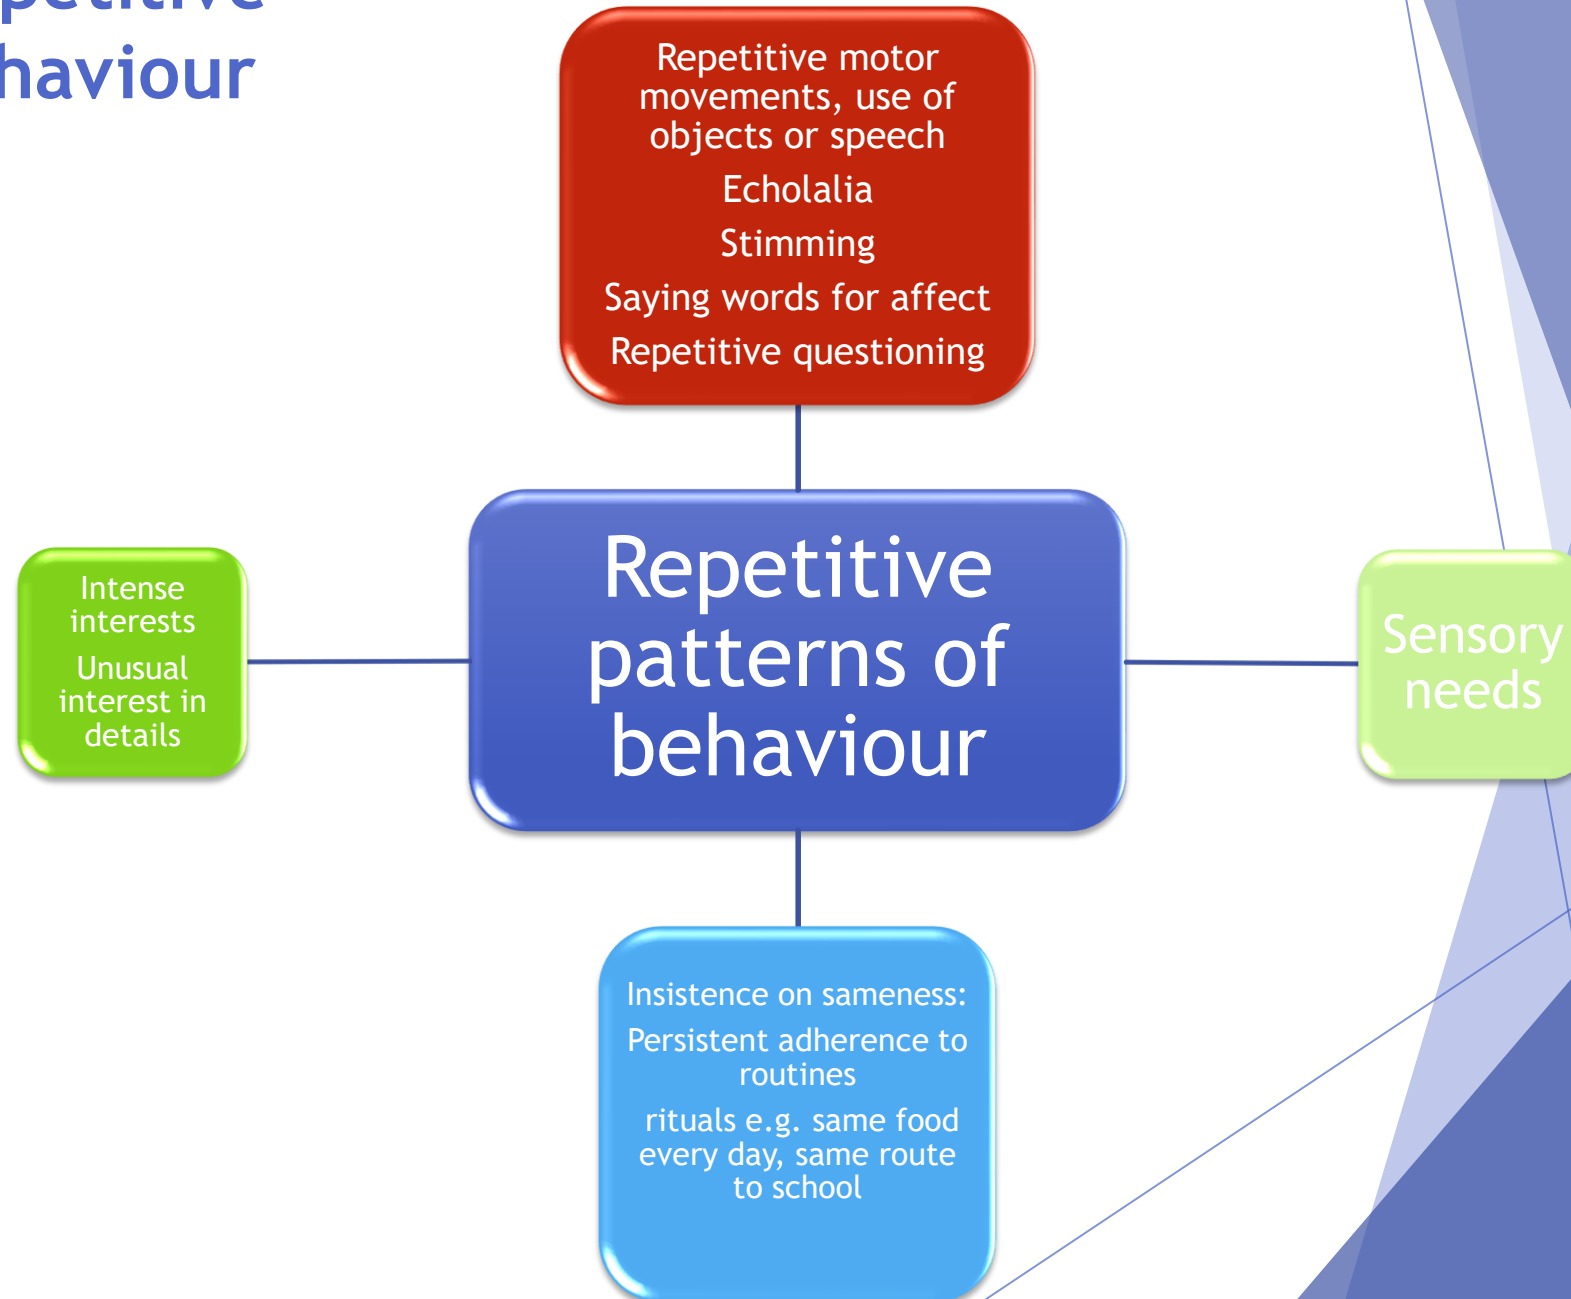 petitive
haviour
Repetitive motor
movements, use of
objects or speech
Echolalia
Stimming
Saying words for affect
Repetitive questioning
Intense
interests
Unusual
interest in
details
Repetitive
patterns of
behaviour
Sensory
needs
Insistence on sameness:
Persistent adherence to
routines
rituals e.g. same food
every day, same route
to school